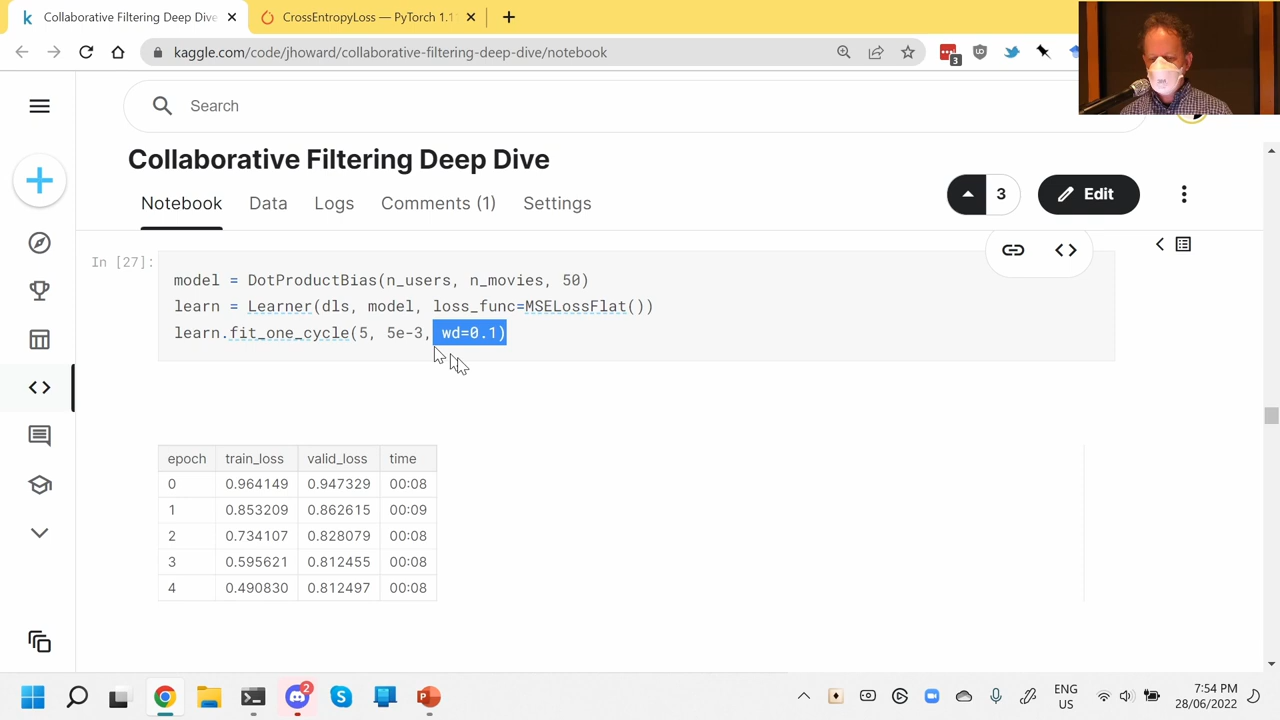 Collaborative Filtering Deep Dive
CrossEntropyLoss — PyTorch 1.1
kaggle.com/code/jhoward/collaborative-filtering-deep-dive/notebook
3
Search
Collaborative Filtering Deep Dive
Notebook
Data
Logs
Comments (1)
Settings
3
Edit
In [27]:
model = DotProductBias(n_users, n_movies, 50)
learn = Learner(dls, model, loss_func=MSELossFlat())
learn.fit_one_cycle(5, 5e-3, wd=0.1)
epoch train_loss valid_loss time
0 0.964149 0.947329 00:08
1 0.853209 0.862615 00:09
2 0.734107 0.828079 00:08
3 0.595621 0.812455 00:08
4 0.490830 0.812497 00:08
2
ENG
US
7:54 PM
28/06/2022